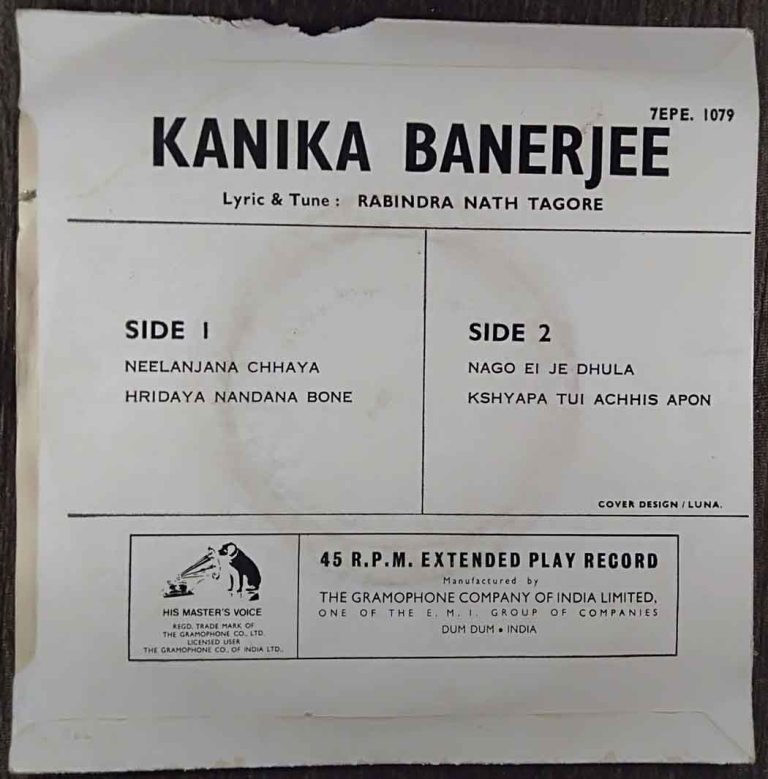 7EPE. 1079
KANIKA BANERJEE
Lyric & Tune : RABINDRA NATH TAGORE
SIDE 1
NEELANJANA CHHAYA
HRIDAYA NANDANA BONE
SIDE 2
NAGO EI JE DHULA
KSHYAPA TUI ACHHIS APON
COVER DESIGN / LUNA.
HIS MASTER'S VOICE
REGD. TRADE MARK OF
THE GRAMOPHONE CO., LTD.
LICENSED USER
THE GRAMOPHONE CO., OF INDIA LTD.,
45 R.P.M. EXTENDED PLAY RECORD
Manufactured by
THE GRAMOPHONE COMPANY OF INDIA LIMITED,
ONE OF THE E. M. I. GROUP OF COMPANIES
DUM DUM • INDIA